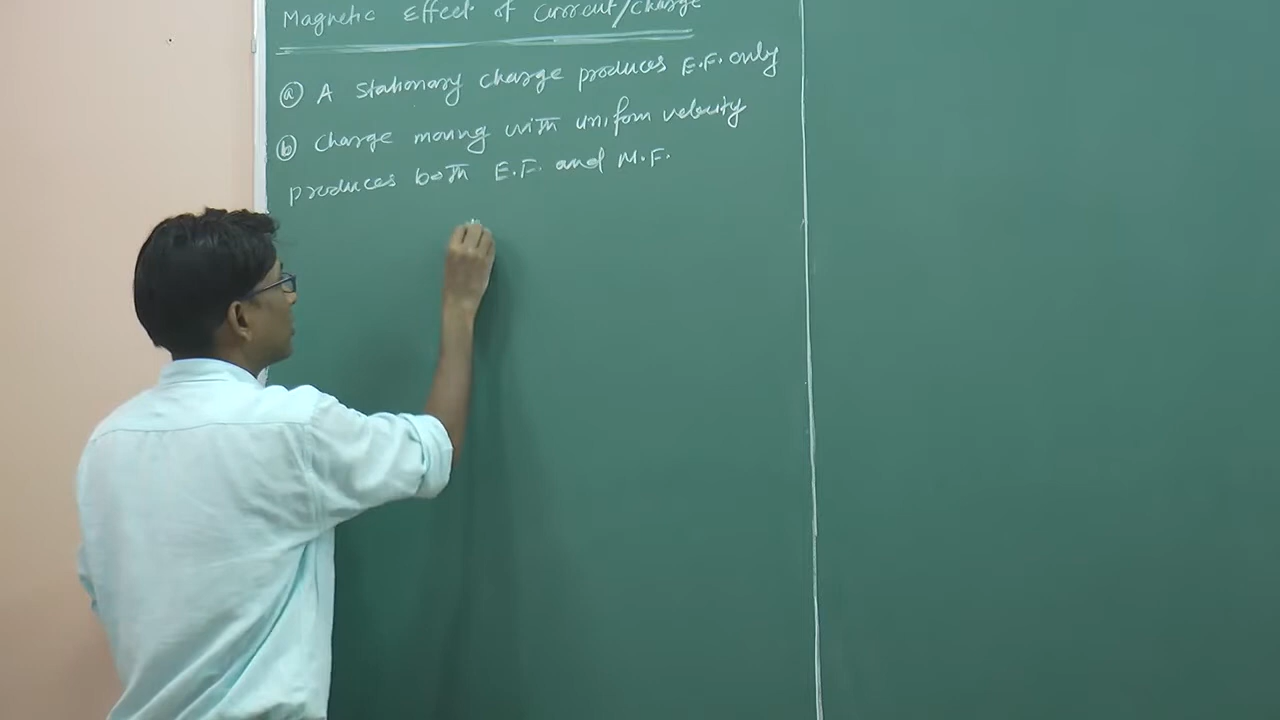 Magnetic Effect of current/charge
(a) A stationary charge produces E.F. only
(b) charge moving with uniform velocity
produces both E.F. and M.F.